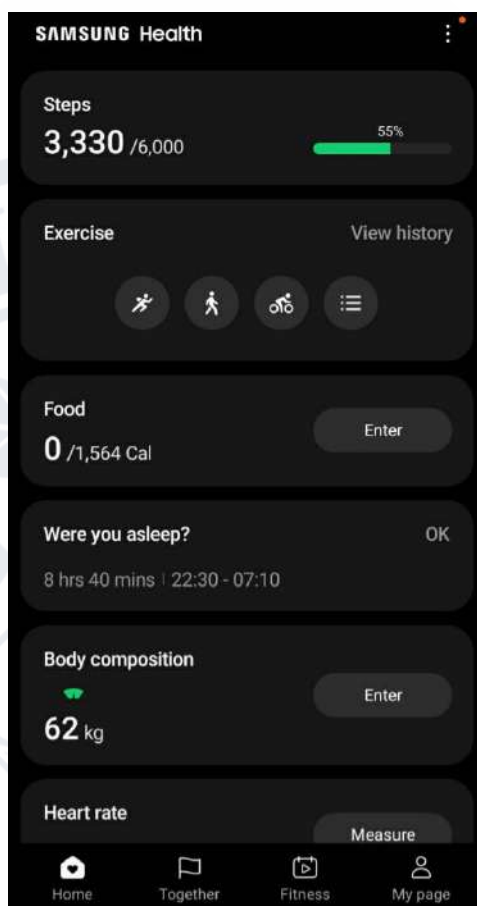 SAMSUNG Health
Steps
3,330 /6,000
55%
Exercise
View history
Food
0 /1,564 Cal
Enter
Were you asleep?
OK
8 hrs 40 mins | 22:30 - 07:10
Body composition
Enter
62 kg
Heart rate
Measure
Home Together Fitness My page